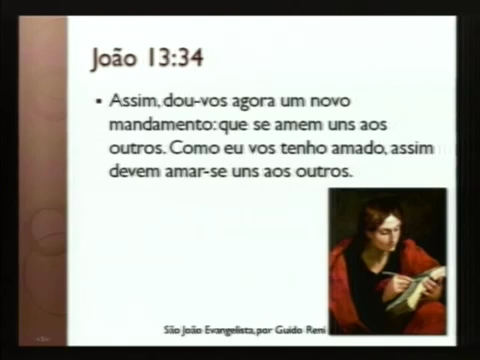 João 13:34
▪ Assim, dou-vos agora um novo
mandamento: que se amem uns aos
outros. Como eu vos tenho amado, assim
devem amar-se uns aos outros.
São João Evangelista, por Guido Reni